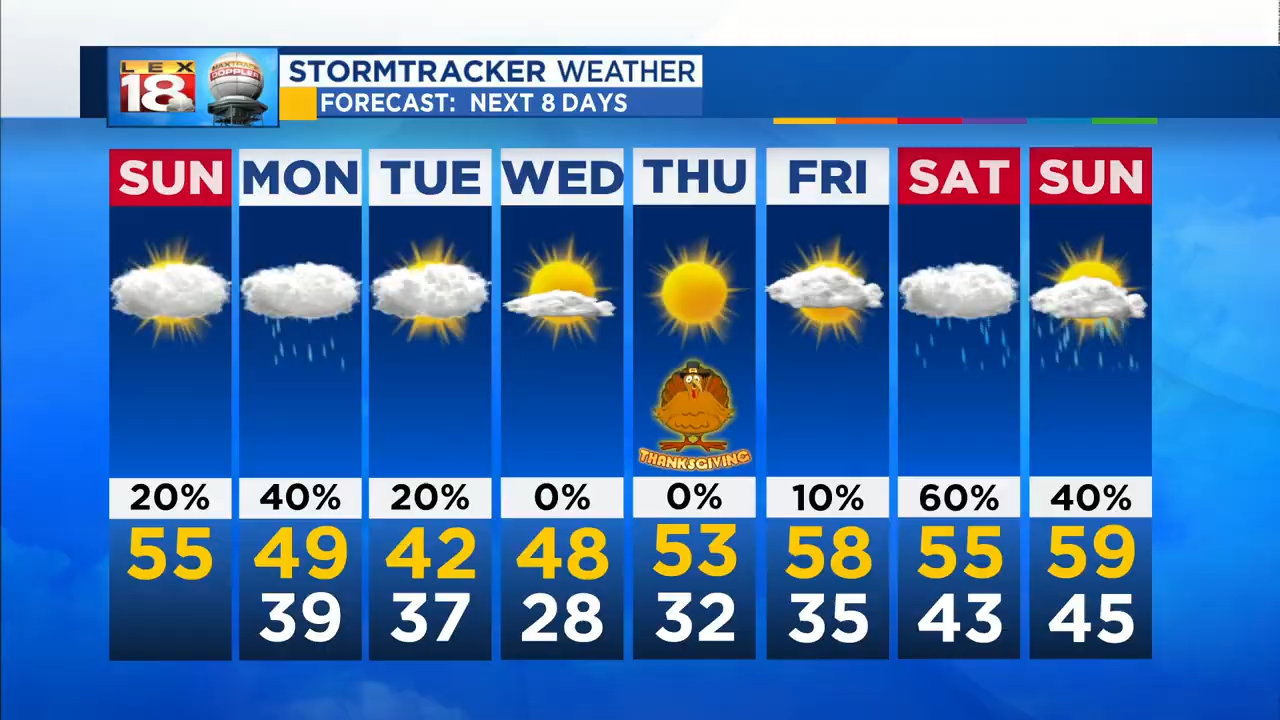 LEX
18
MAXTRACK
DOPPLER
STORMTRACKER WEATHER
FORECAST: NEXT 8 DAYS
SUN MON TUE WED THU FRI SAT SUN
THANKSGIVING
20% 40% 20% 0% 0% 10% 60% 40%
55 49 42 48 53 58 55 59
39 37 28 32 35 43 45